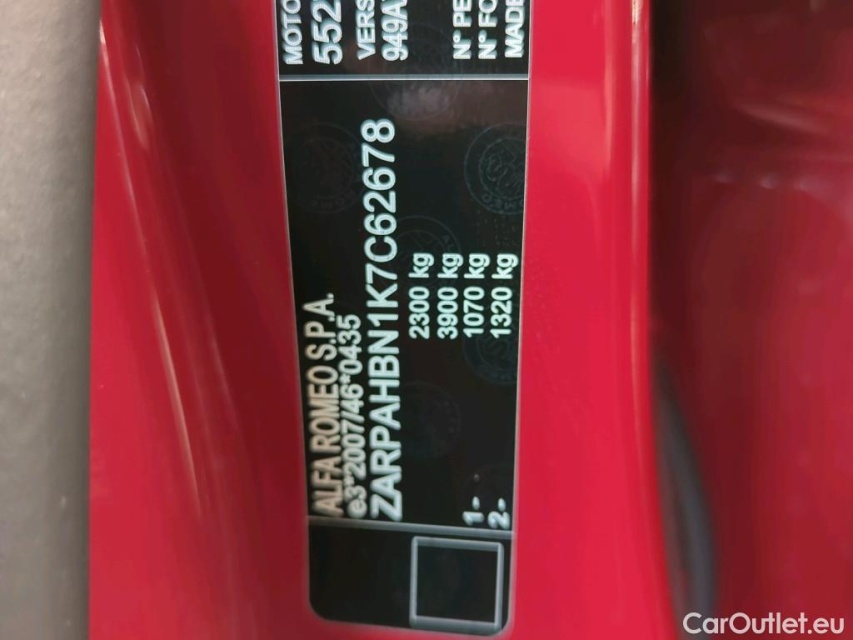 ALFA ROMEO S.P.A.
e3*2007/46*0435
ZARPAHBN1K7C62678
2300 kg
3900 kg
1- 1070 kg
2- 1320 kg
MOTO
552
VERS
949A
N° PE
N° FO
MADE
CarOutlet.eu